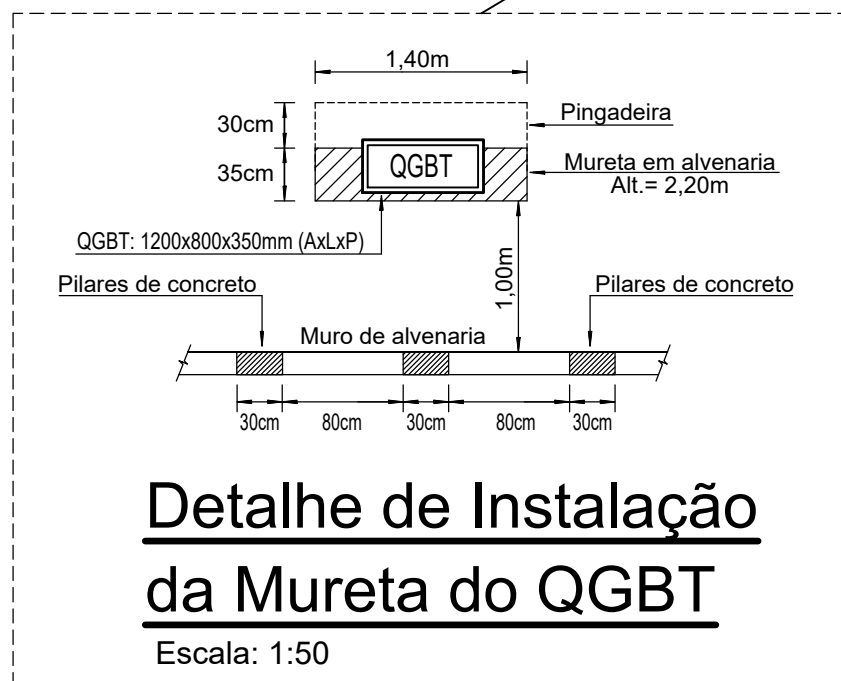 1,40m
30cm
Pingadeira
35cm
QGBT
Mureta em alvenaria
Alt.= 2,20m
QGBT: 1200x800x350mm (AxLxP)
1,00m
Pilares de concreto
Pilares de concreto
Muro de alvenaria
30cm
80cm
30cm
80cm
30cm
Detalhe de Instalação
da Mureta do QGBT
Escala: 1:50